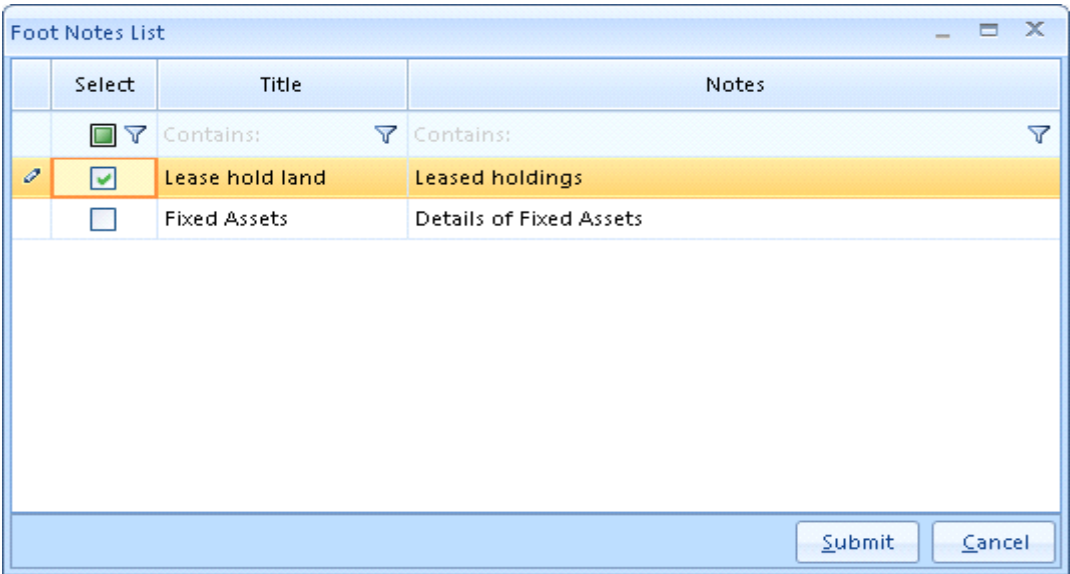 Foot Notes List
Select Title Notes
Contains: Contains:
Lease hold land Leased holdings
Fixed Assets Details of Fixed Assets
Submit Cancel